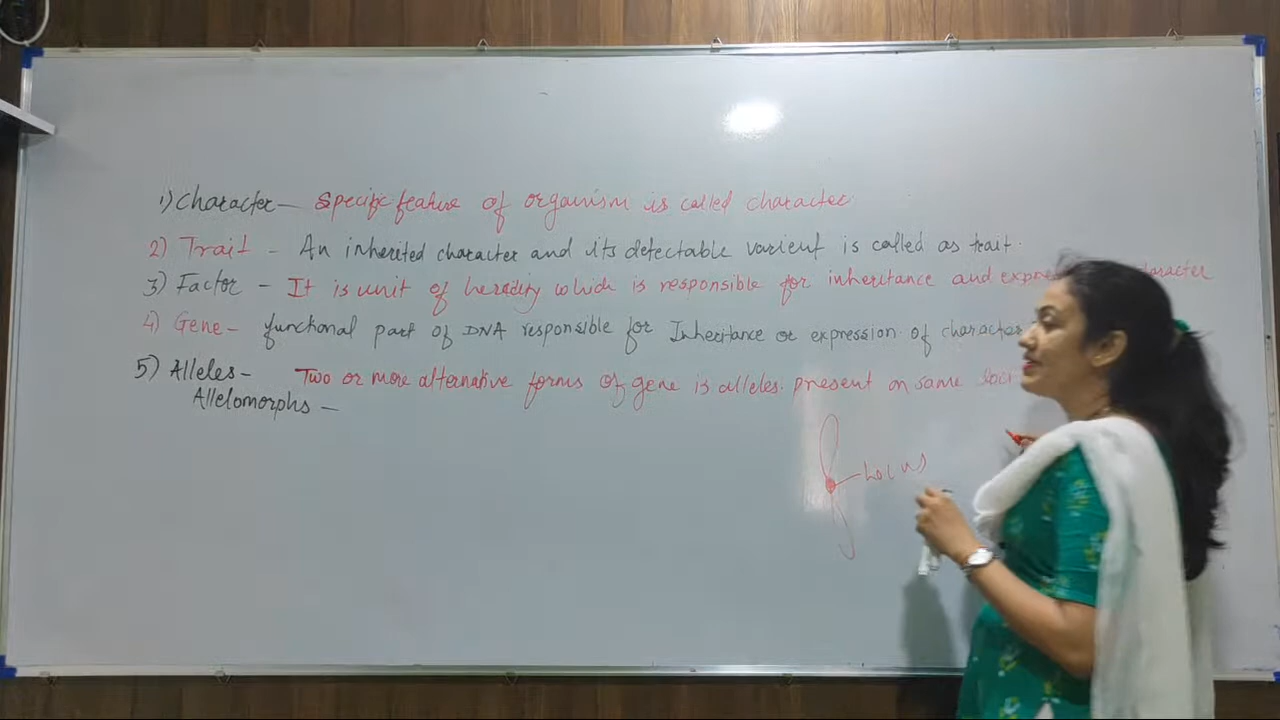 1) Character - Specific feature of organism is called character
2) Trait - An inherited character and its detectable varient is called as trait.
3) Factor - It is unit of heredity which is responsible for inheritance and character
4) Gene - functional part of DNA responsible for Inheritance or expression of character
5) Alleles - Two or more alternative forms of gene is alleles. present on same
Allelomorphs -
Locus